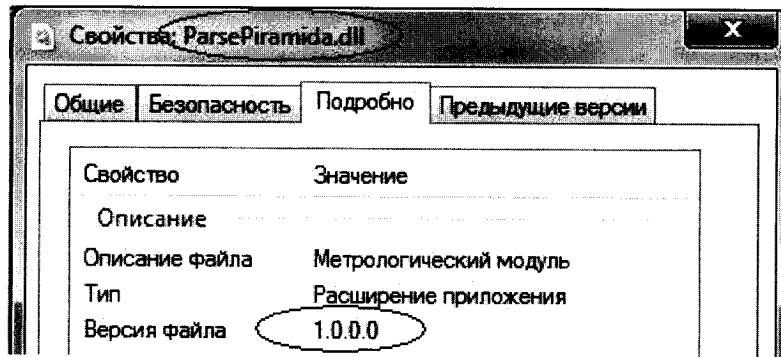 Свойства: ParsePiramida.dll
x
Общие Безопасность Подробно Предыдущие версии
Свойство Значение
Описание
Описание файла Метрологический модуль
Тип Расширение приложения
Версия файла 1.0.0.0